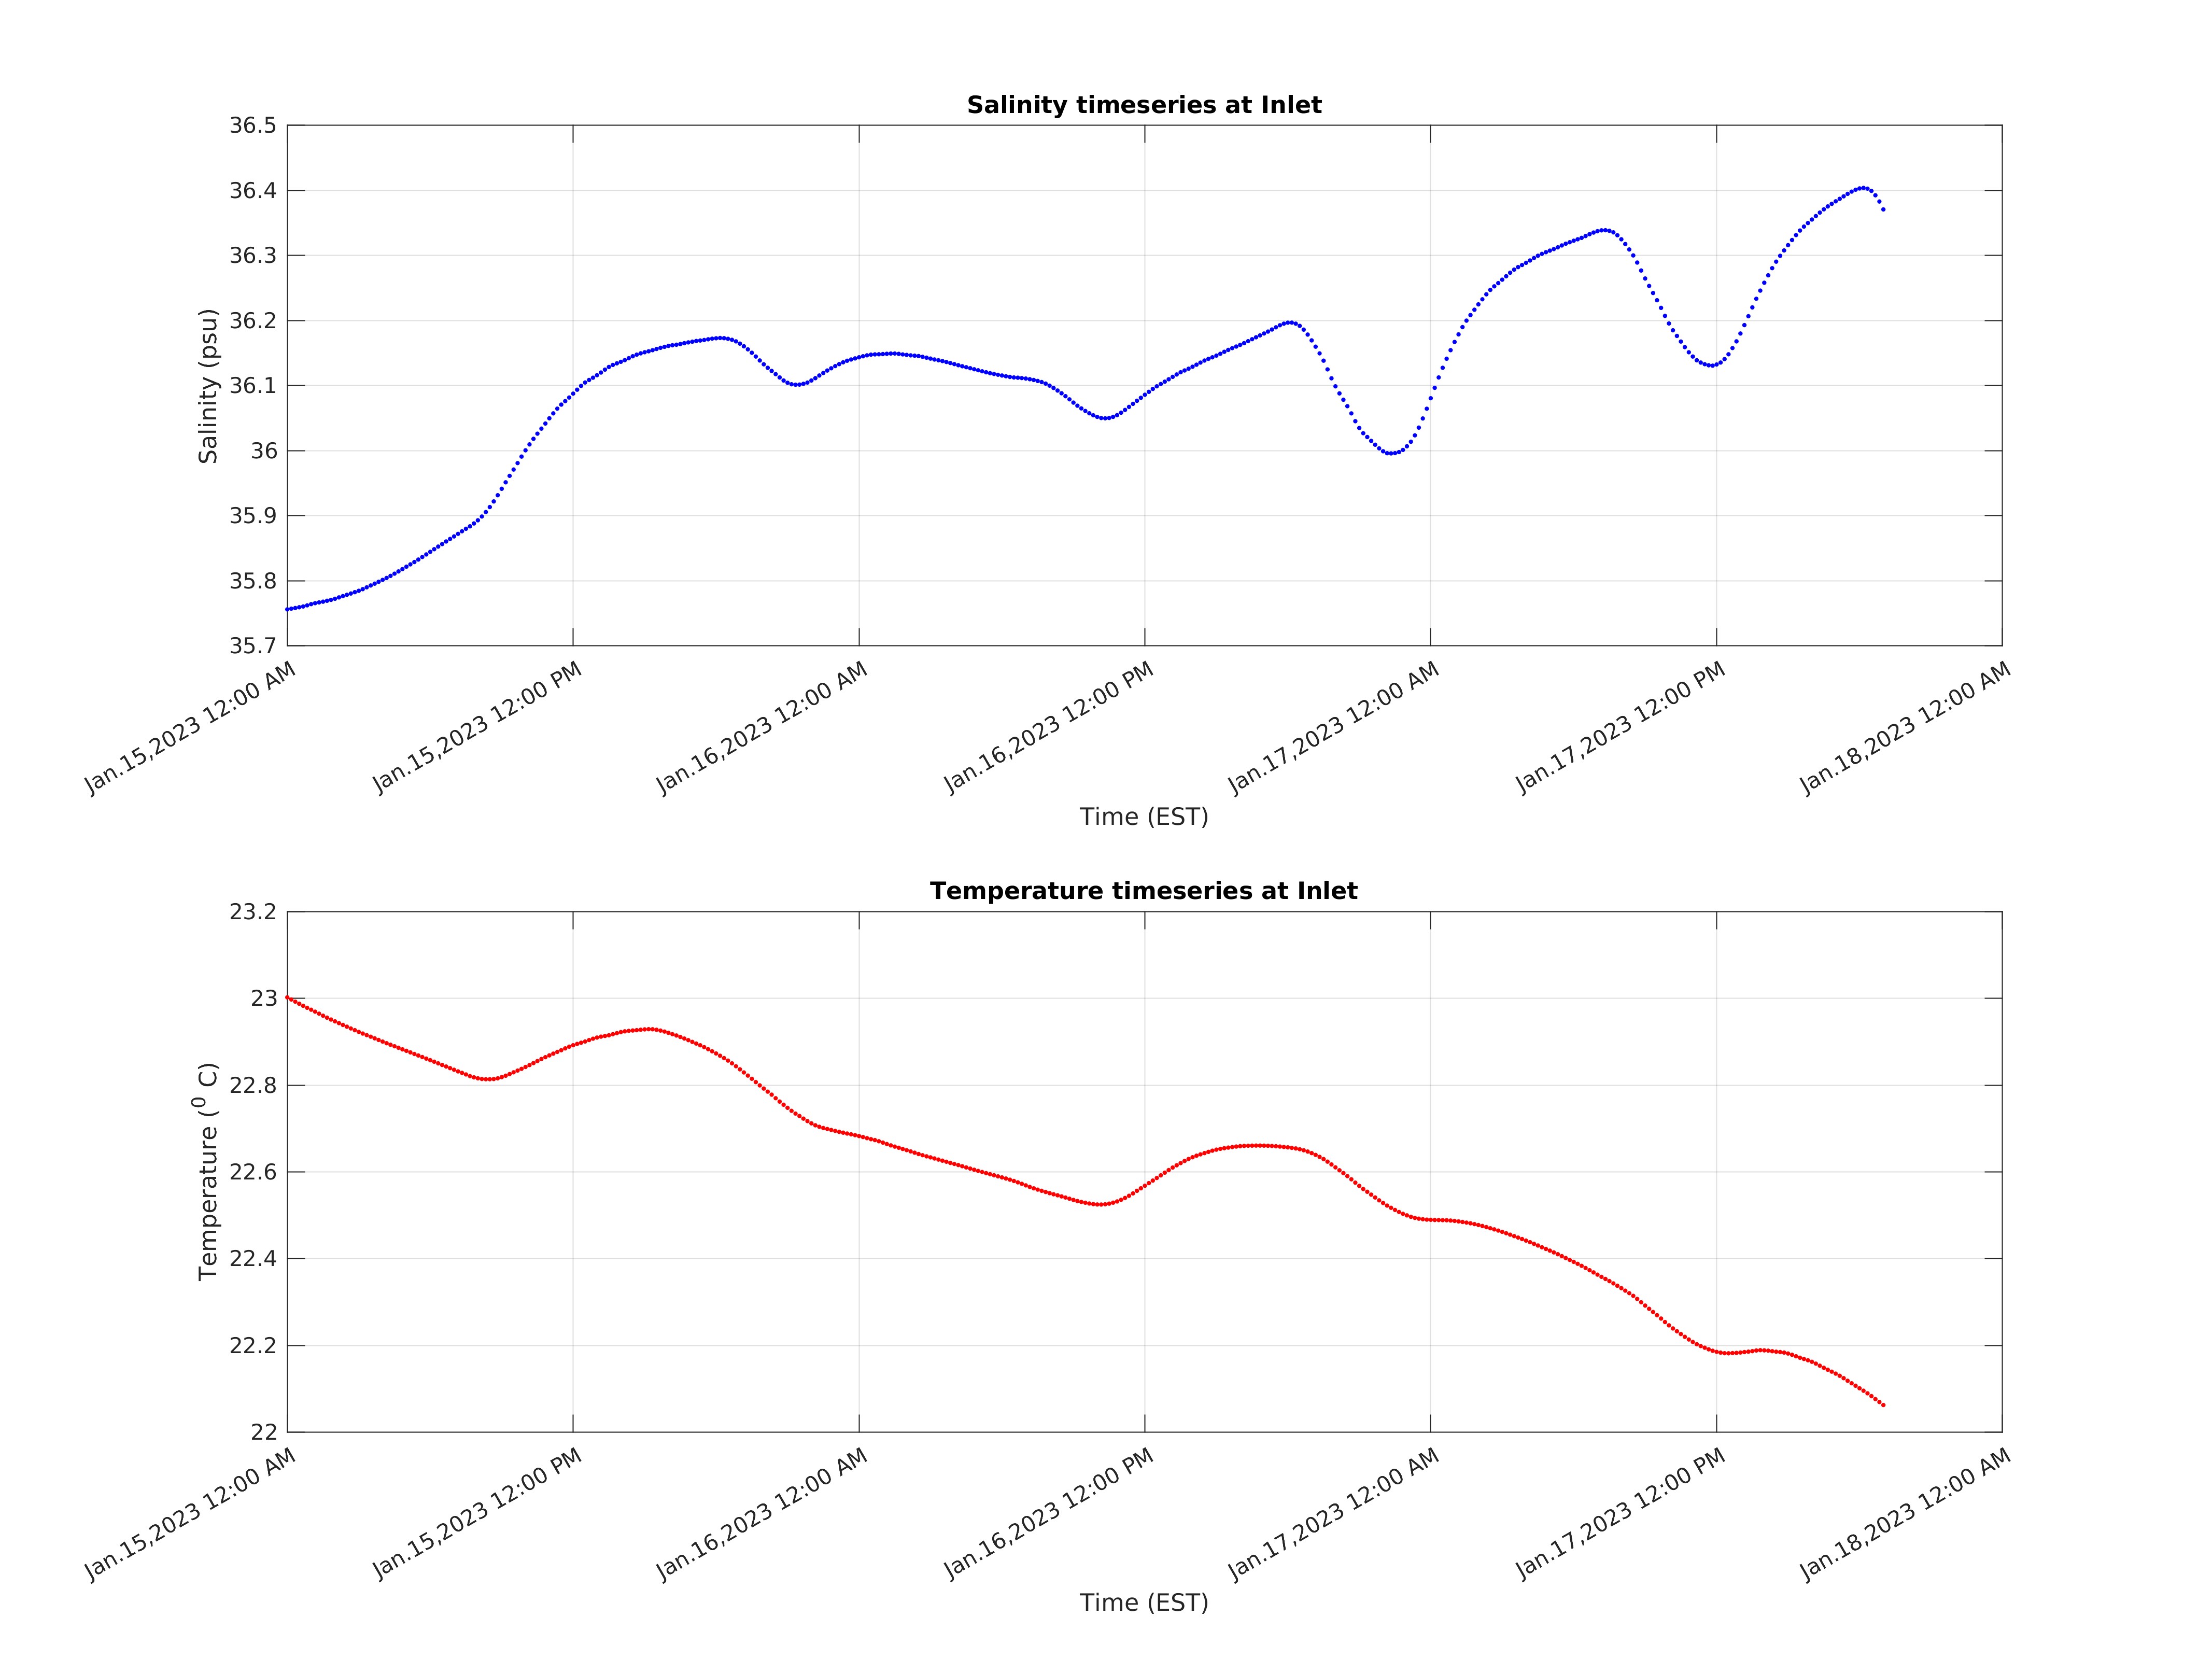 Salinity timeseries at Inlet
36.5
36.4
36.3
36.2
36.1
36
35.9
35.8
35.7
Salinity (psu)
Jan.15,2023 12:00 AM
Jan.15,2023 12:00 PM
Jan.16,2023 12:00 AM
Jan.16,2023 12:00 PM
Jan.17,2023 12:00 AM
Jan.17,2023 12:00 PM
Jan.18,2023 12:00 AM
Time (EST)
Temperature timeseries at Inlet
23.2
23
22.8
22.6
22.4
22.2
22
Temperature (⁰ C)
Jan.15,2023 12:00 AM
Jan.15,2023 12:00 PM
Jan.16,2023 12:00 AM
Jan.16,2023 12:00 PM
Jan.17,2023 12:00 AM
Jan.17,2023 12:00 PM
Jan.18,2023 12:00 AM
Time (EST)